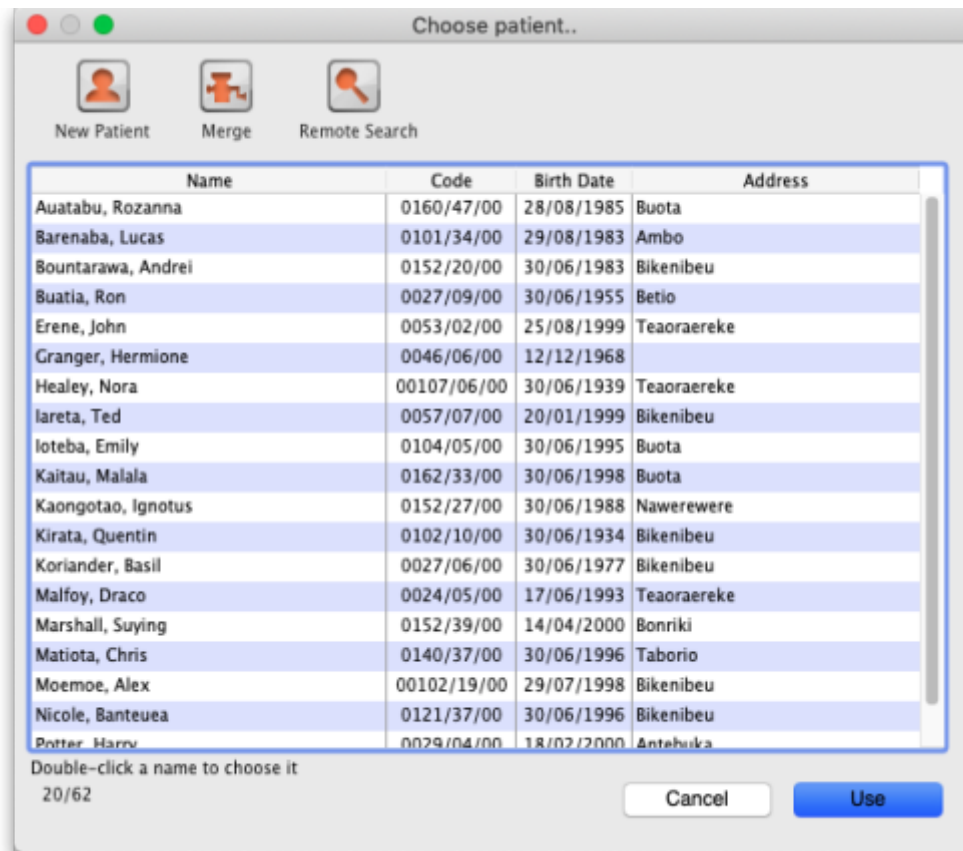 Choose patient..
New Patient Merge Remote Search
Name Code Birth Date Address
Auatabu, Rozanna 0160/47/00 28/08/1985 Buota
Barenaba, Lucas 0101/34/00 29/08/1983 Ambo
Bountarawa, Andrei 0152/20/00 30/06/1983 Bikenibeu
Buatia, Ron 0027/09/00 30/06/1955 Betio
Erene, John 0053/02/00 25/08/1999 Teaoraereke
Granger, Hermione 0046/06/00 12/12/1968
Healey, Nora 00107/06/00 30/06/1939 Teaoraereke
Iareta, Ted 0057/07/00 20/01/1999 Bikenibeu
Ioteba, Emily 0104/05/00 30/06/1995 Buota
Kaitau, Malala 0162/33/00 30/06/1998 Buota
Kaongotao, Ignotus 0152/27/00 30/06/1988 Nawerewere
Kirata, Quentin 0102/10/00 30/06/1934 Bikenibeu
Koriander, Basil 0027/06/00 30/06/1977 Bikenibeu
Malfoy, Draco 0024/05/00 17/06/1993 Teaoraereke
Marshall, Suying 0152/39/00 14/04/2000 Bonriki
Matiota, Chris 0140/37/00 30/06/1996 Taborio
Moemoe, Alex 00102/19/00 29/07/1998 Bikenibeu
Nicole, Banteuea 0121/37/00 30/06/1996 Bikenibeu
Potter, Harry 0029/04/00 18/02/2000 Antebuka
Double-click a name to choose it
20/62
Cancel Use